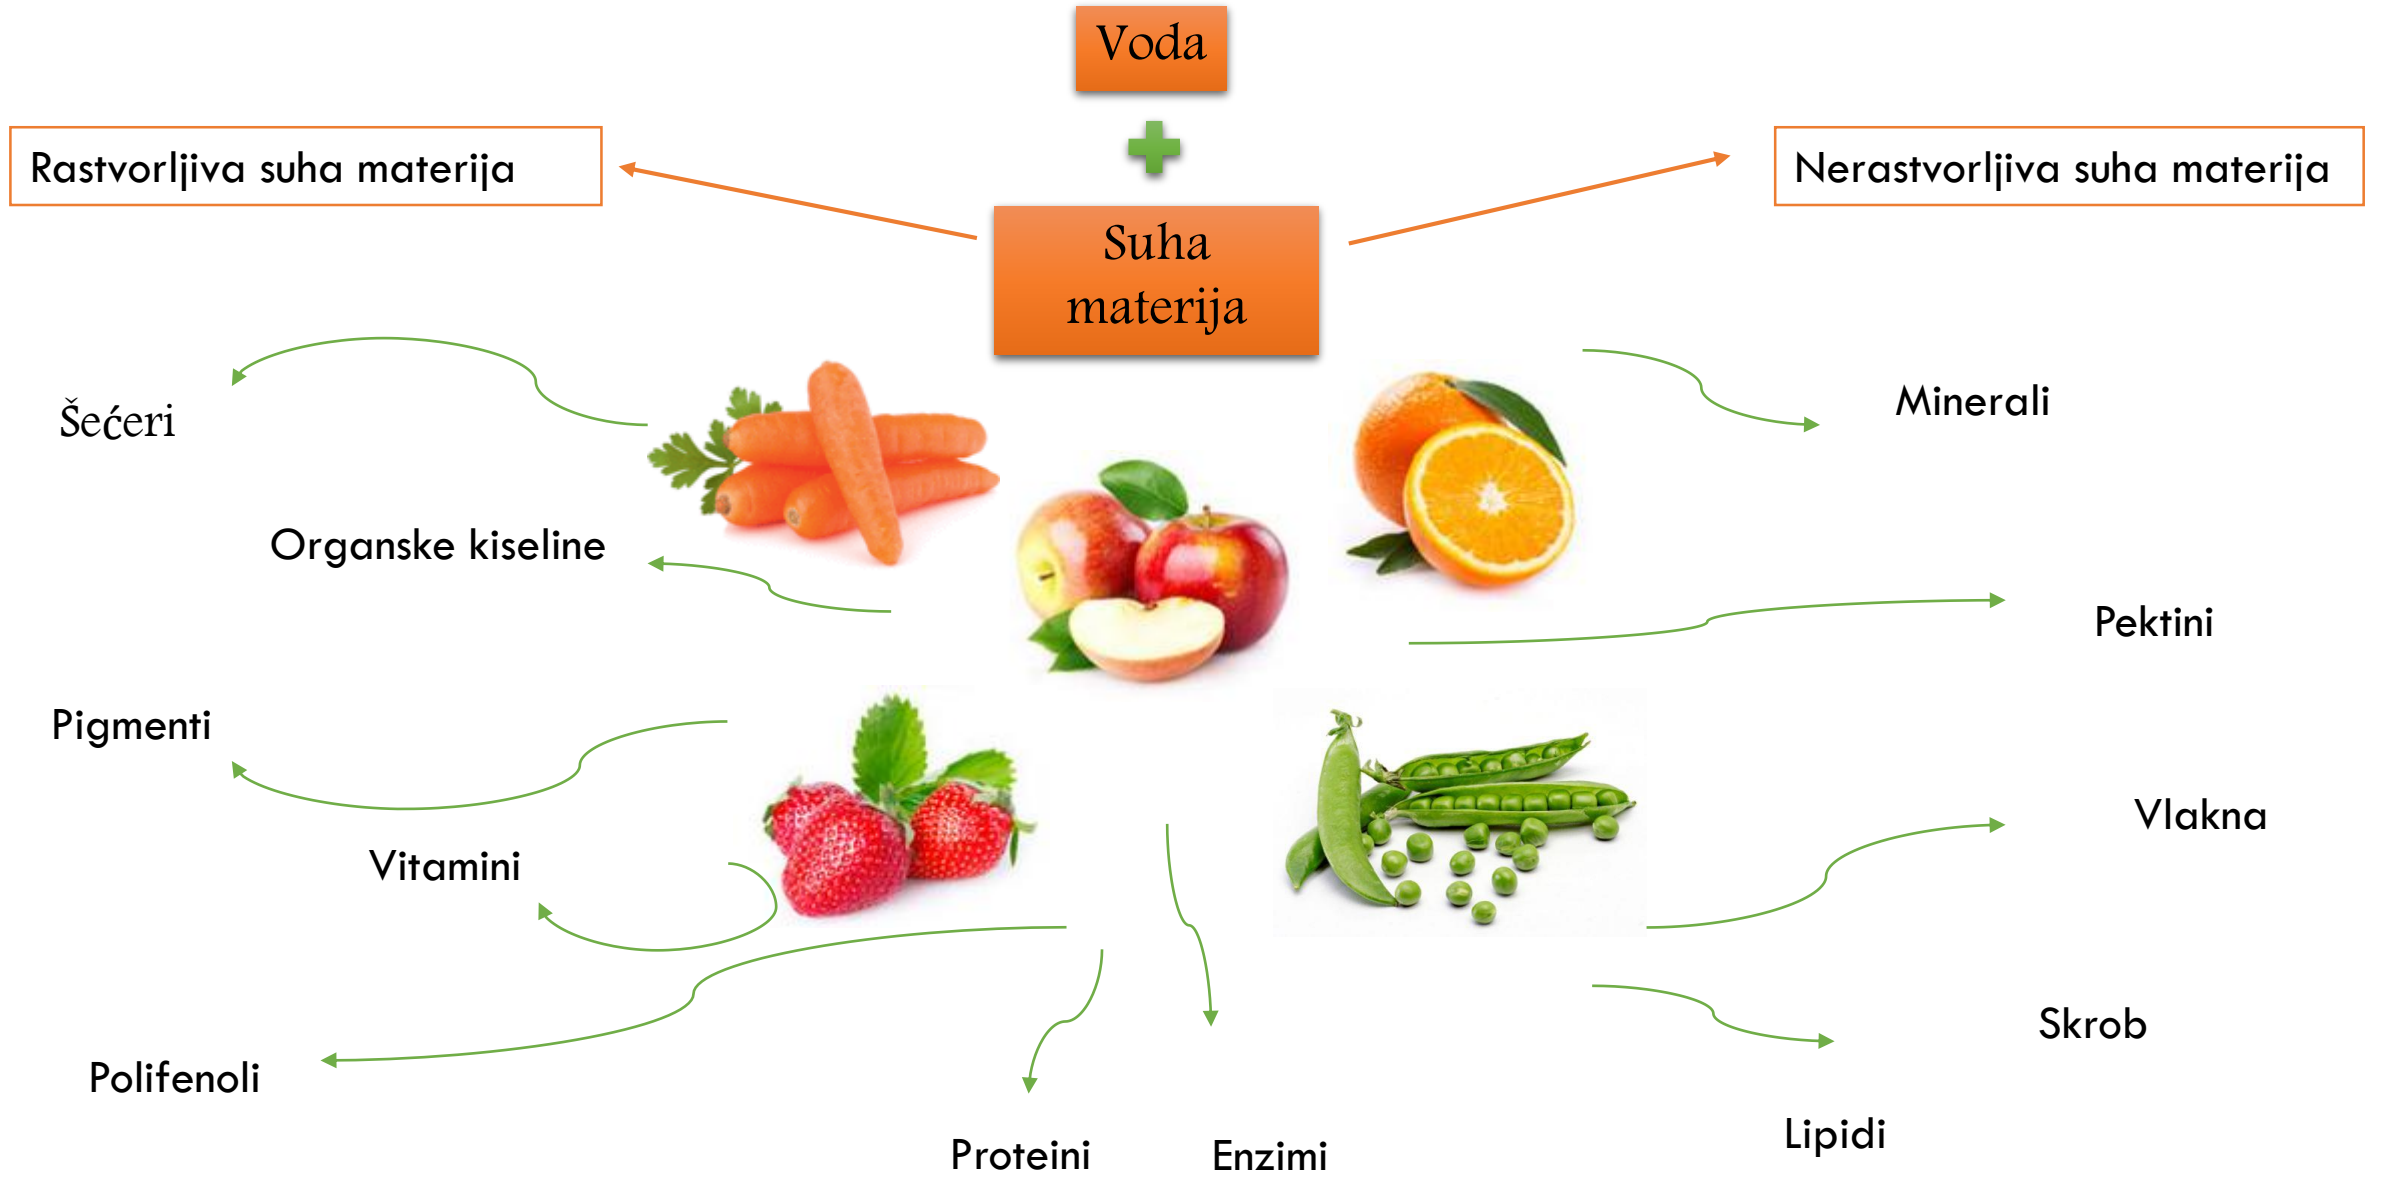 Voda
Rastvorljiva suha materija
Nerastvorljiva suha materija
Suha
materija
Šećeri
Minerali
Organske kiseline
Pektini
Pigmenti
Vlakna
Vitamini
Skrob
Polifenoli
Lipidi
Proteini
Enzimi